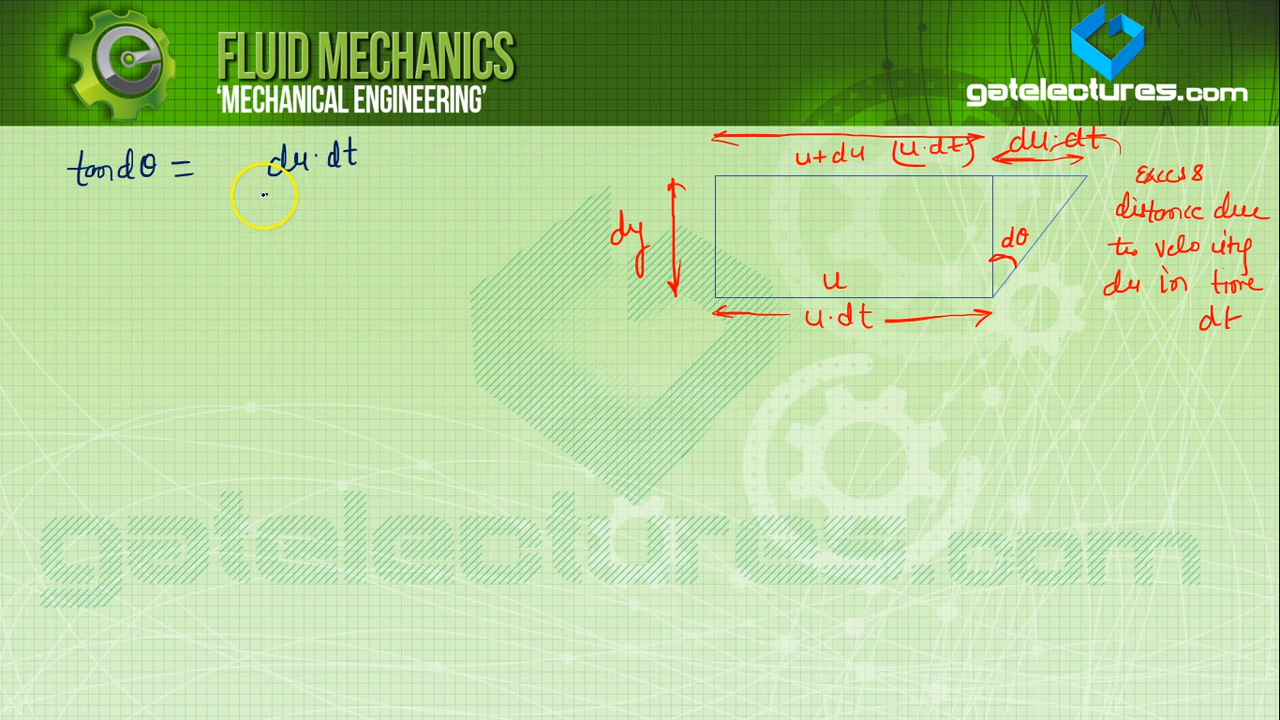 FLUID MECHANICS
'MECHANICAL ENGINEERING'
gatelectures.com
tan dθ = du·dt
u+du (u·dt) du·dt
Excess
distance due
to velocity
du in time
dt
dy
dθ
u
u·dt
gatelectures.com